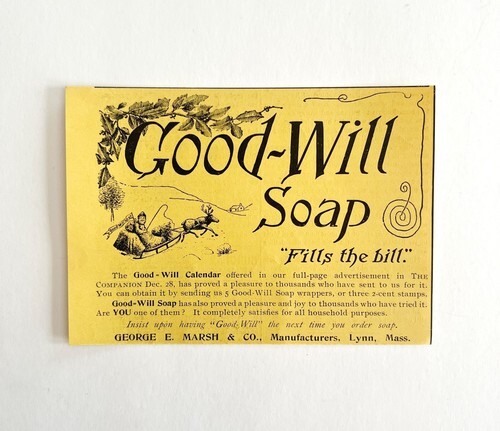 Good-Will
Soap
"Fills the bill."
The Good-Will Calendar offered in our full-page advertisement in THE
COMPANION Dec. 28, has proved a pleasure to thousands who have sent to us for it.
You can obtain it by sending us 5 Good-Will Soap wrappers, or three 2-cent stamps.
Good-Will Soap has also proved a pleasure and joy to thousands who have tried it.
Are YOU one of them? It completely satisfies for all household purposes.
Insist upon having "Good-Will" the next time you order soap.
GEORGE E. MARSH & CO., Manufacturers, Lynn, Mass.